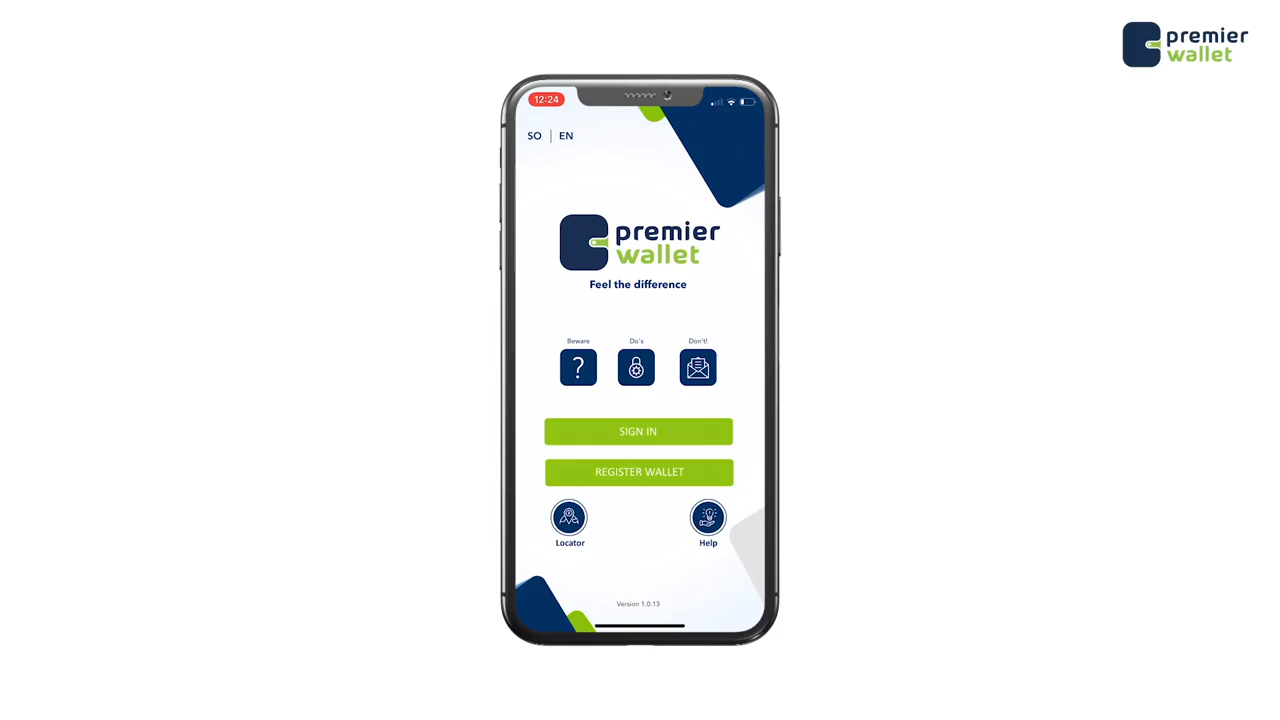 premier
wallet
12:24
SO | EN
premier
wallet
Feel the difference
Beware
Do's
Don't!
SIGN IN
REGISTER WALLET
Locator
Help
Version 1.0.13